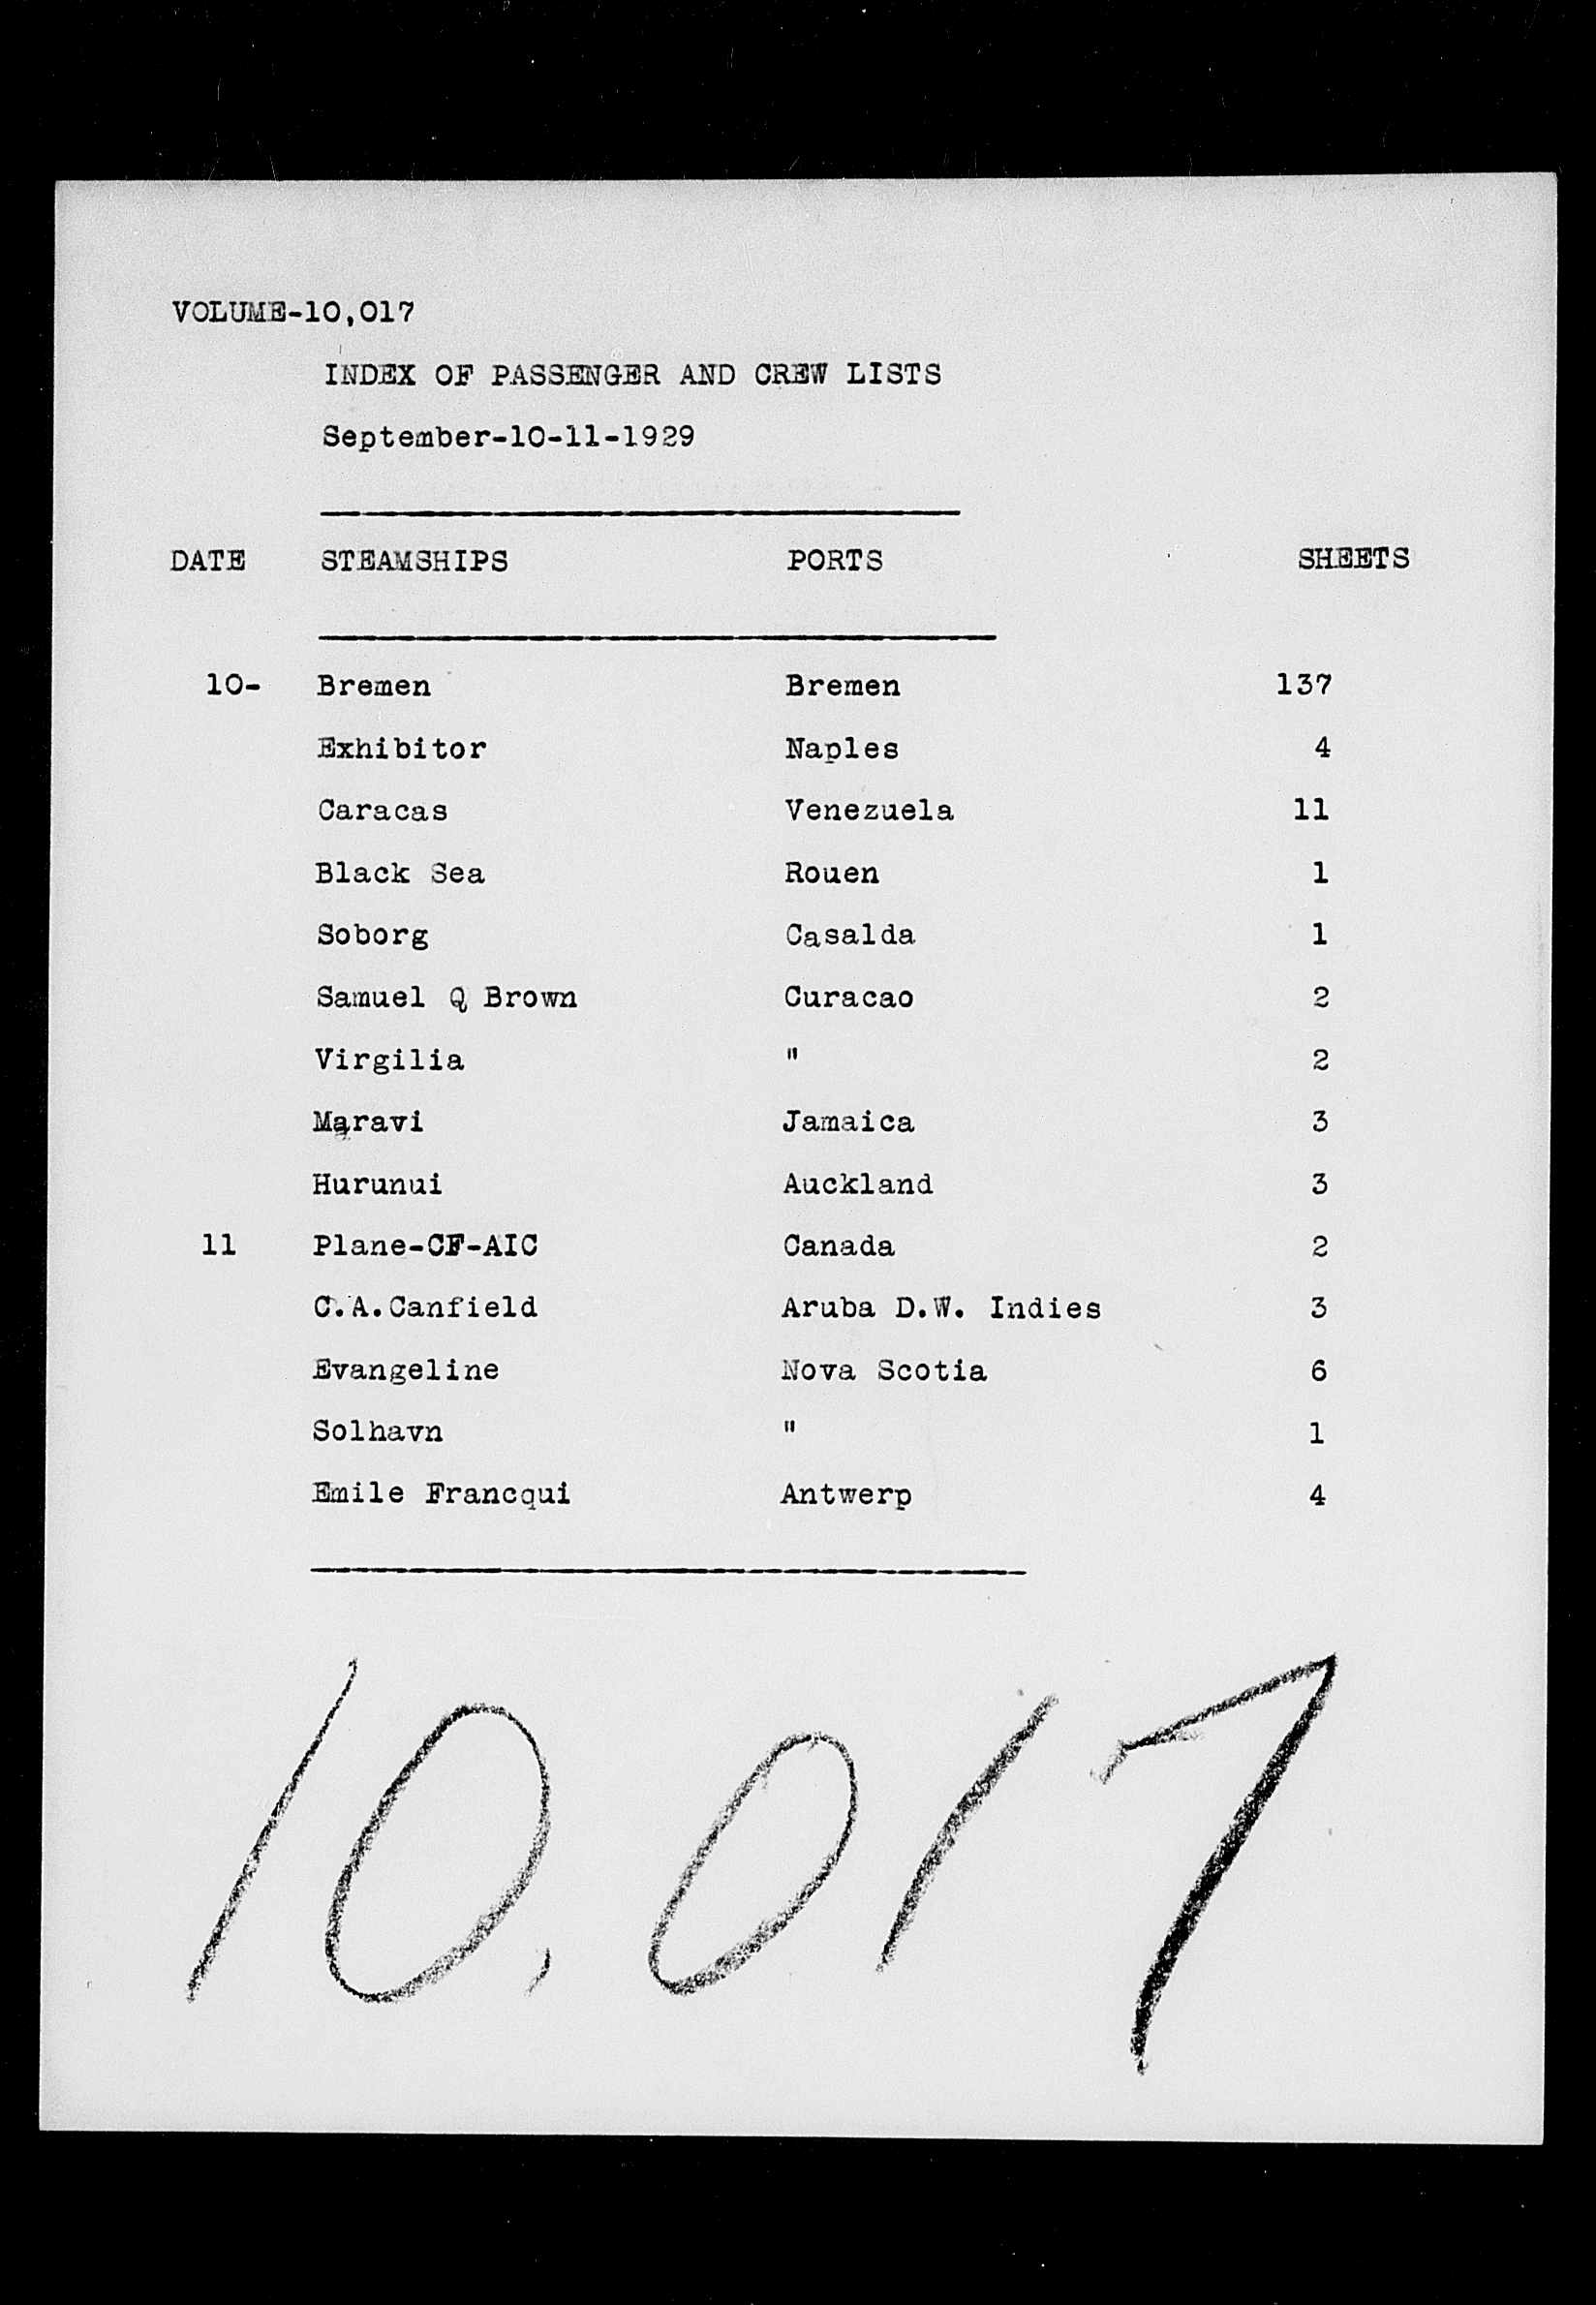 VOLUME-10,017
INDEX OF PASSENGER AND CREW LISTS
September-10-11-1929
DATE STEAMSHIPS PORTS SHEETS
10- Bremen Bremen 137
Exhibitor Naples 4
Caracas Venezuela 11
Black Sea Rouen 1
Soborg Casalda 1
Samuel Q Brown Curacao 2
Virgilia " 2
Maravi Jamaica 3
Hurunui Auckland 3
11 Plane-CF-AIC Canada 2
C.A.Canfield Aruba D.W. Indies 3
Evangeline Nova Scotia 6
Solhavn " 1
Emile Francqui Antwerp 4
10,017